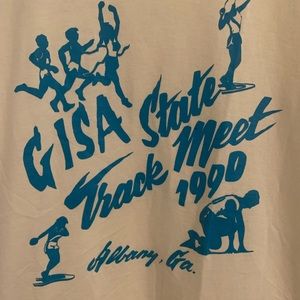 GISA State
Track Meet
1990
Albany, Ga.